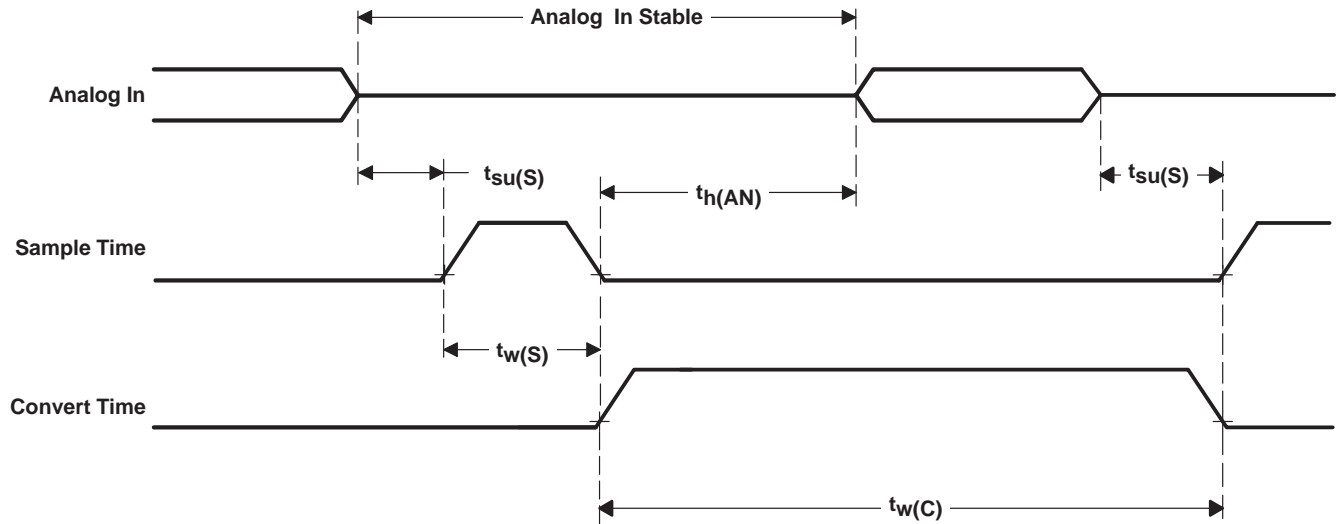 Analog In Stable
Analog In
tsu(S)
th(AN)
tsu(S)
Sample Time
tw(S)
Convert Time
tw(C)